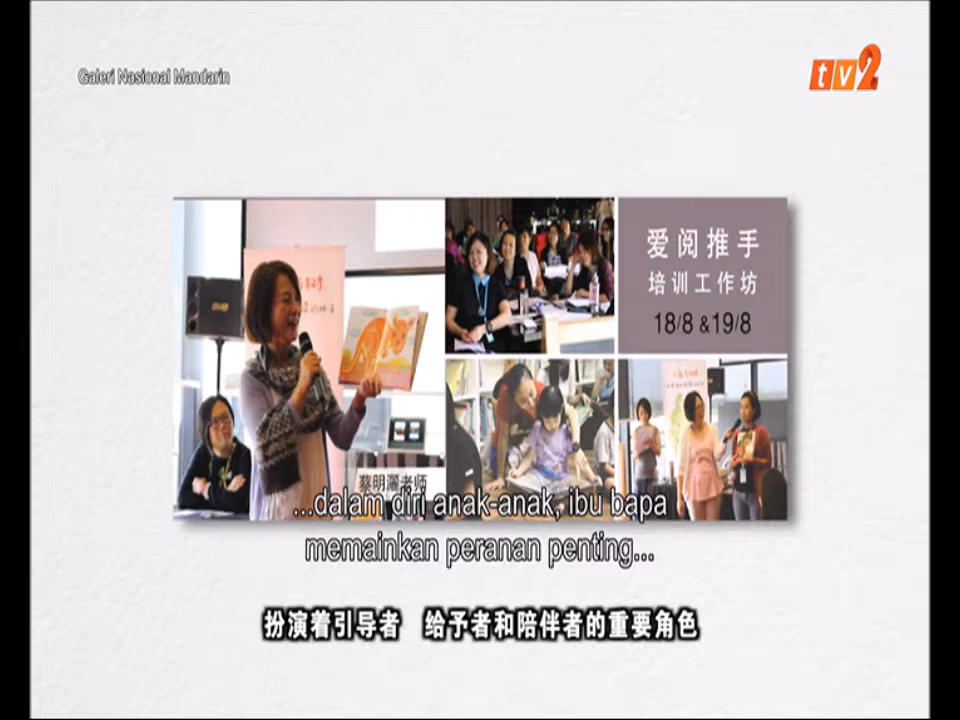 Galeri Nasional Mandarin
tv2
爱阅推手
培训工作坊
18/8 &19/8
蔡明灑老师
...dalam diri anak-anak, ibu bapa
memainkan peranan penting...
扮演着引导者 给予者和陪伴者的重要角色